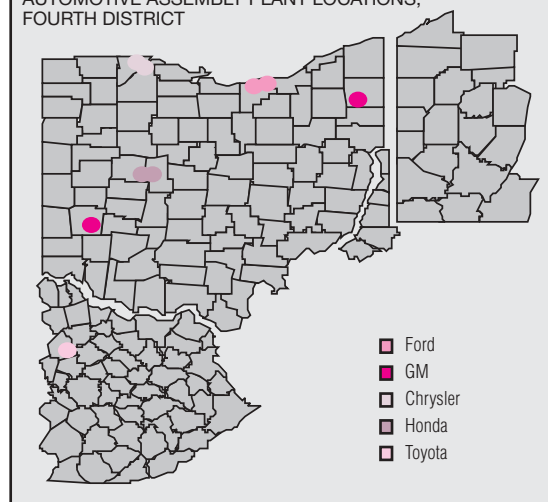 AUTOMOTIVE ASSEMBLY PLANT LOCATIONS,
FOURTH DISTRICT
Ford
GM
Chrysler
Honda
Toyota